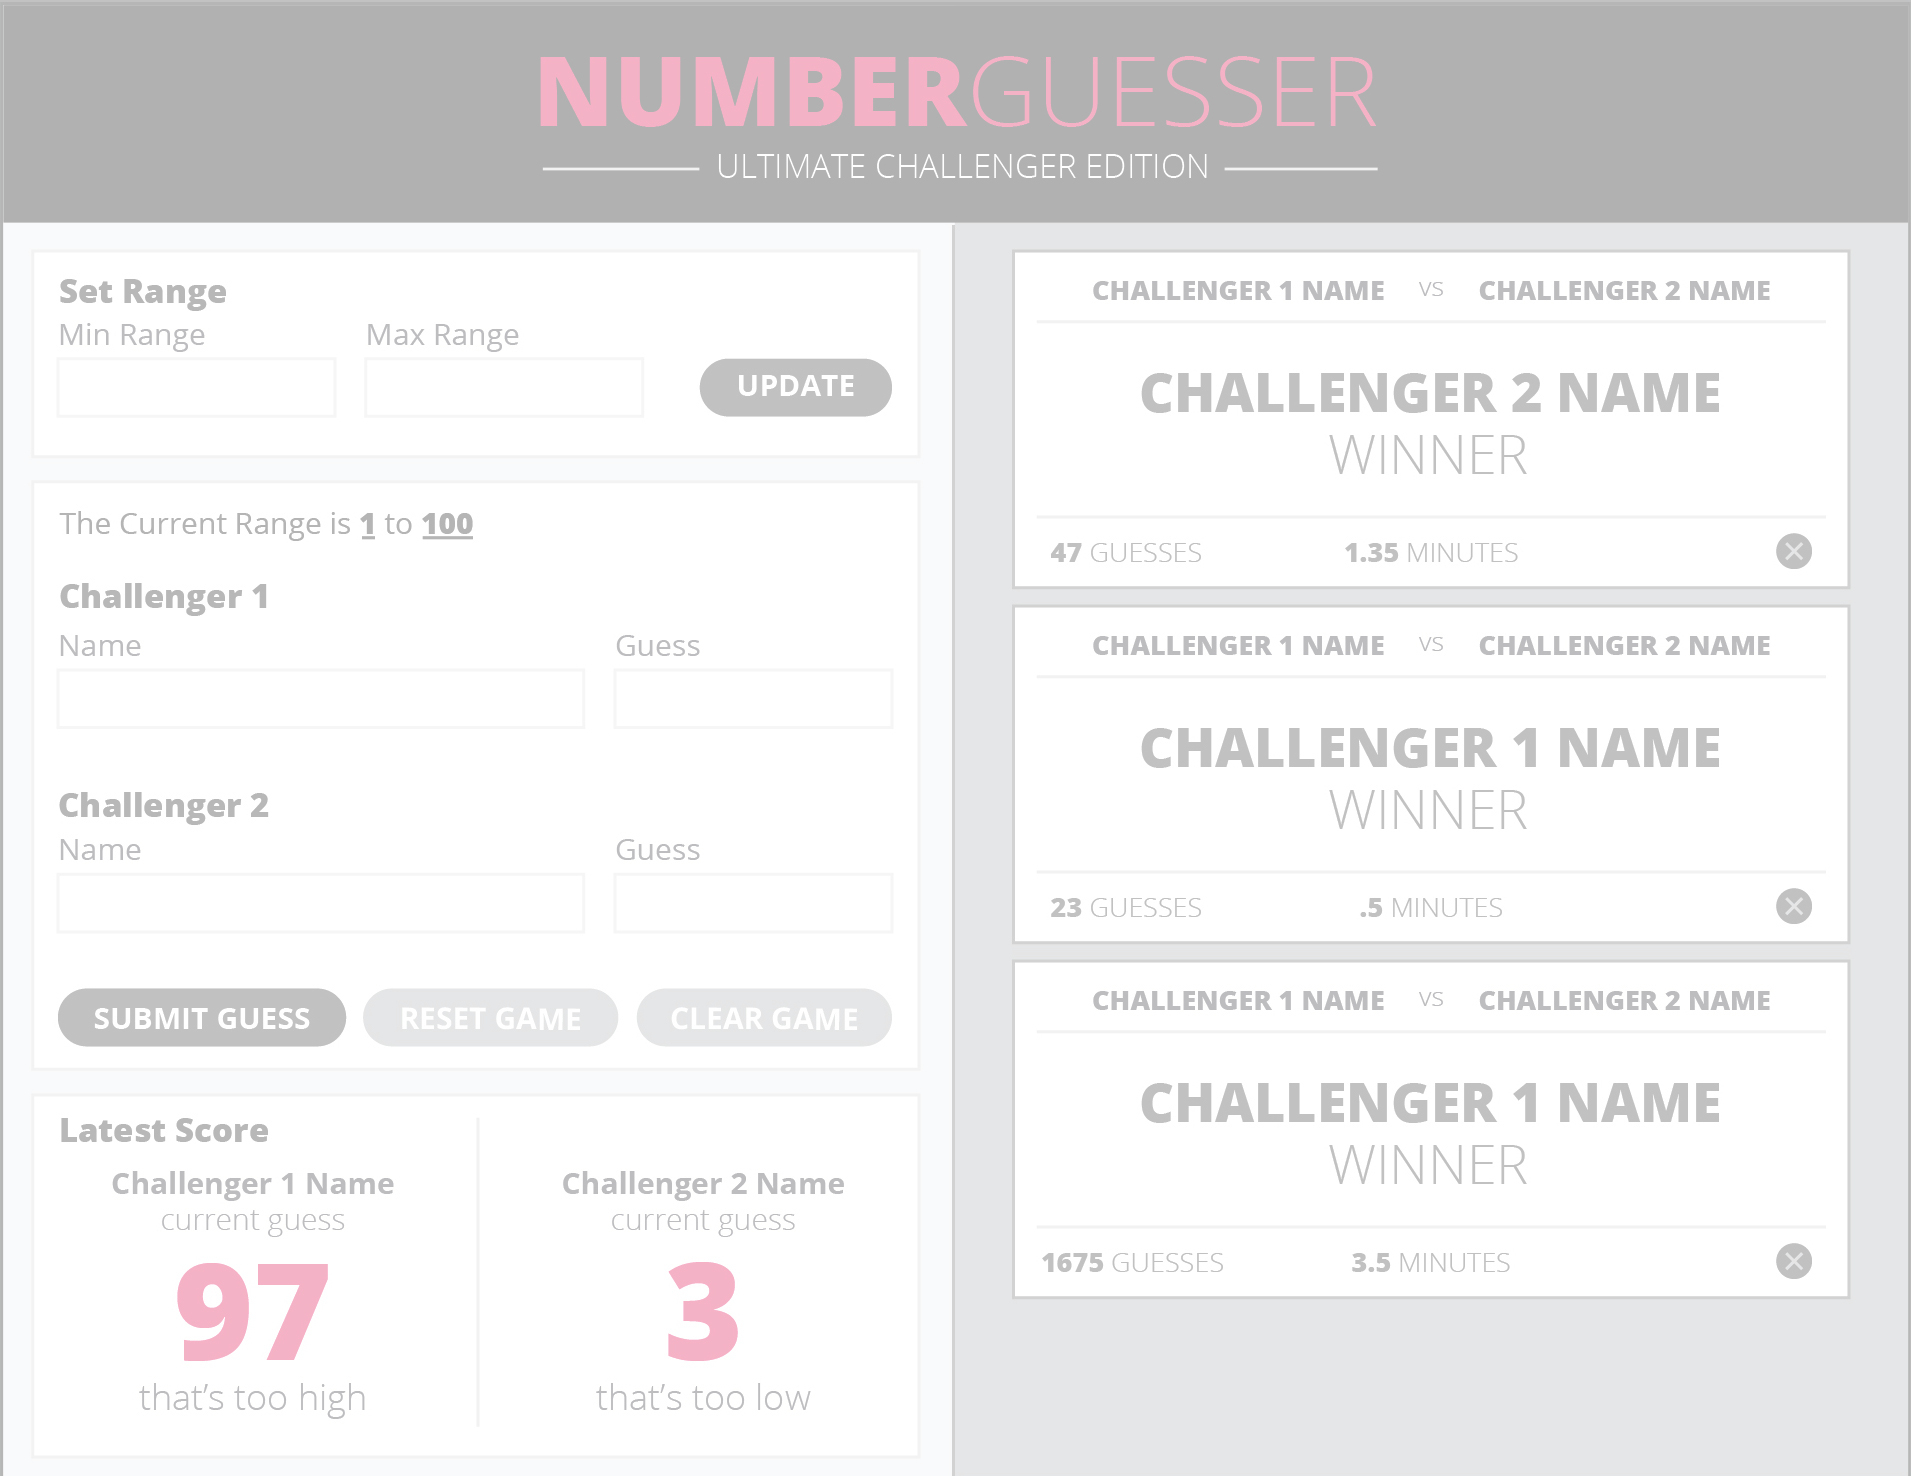 NUMBERGUESSER
ULTIMATE CHALLENGER EDITION
Set Range
Min Range
Max Range
UPDATE
The Current Range is 1 to 100
Challenger 1
Name
Guess
Challenger 2
Name
Guess
SUBMIT GUESS
RESET GAME
CLEAR GAME
Latest Score
Challenger 1 Name
current guess
97
that’s too high
Challenger 2 Name
current guess
3
that’s too low
CHALLENGER 1 NAME VS CHALLENGER 2 NAME
CHALLENGER 2 NAME
WINNER
47 GUESSES
1.35 MINUTES
CHALLENGER 1 NAME VS CHALLENGER 2 NAME
CHALLENGER 1 NAME
WINNER
23 GUESSES
.5 MINUTES
CHALLENGER 1 NAME VS CHALLENGER 2 NAME
CHALLENGER 1 NAME
WINNER
1675 GUESSES
3.5 MINUTES